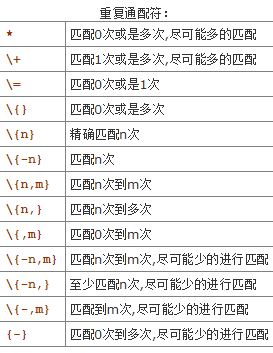 重复通配符：
* 匹配0次或是多次,尽可能多的匹配
\+ 匹配1次或是多次,尽可能多的匹配
\= 匹配0次或是1次
\{} 匹配0次或是多次
\{n} 精确匹配n次
\{-n} 匹配n次
\{n,m} 匹配n次到m次
\{n,} 匹配n次到多次
\{,m} 匹配0次到m次
\{-n,m} 匹配n次到m次,尽可能少的进行匹配
\{-n,} 至少匹配n次,尽可能少的进行匹配
\{-,m} 匹配到m次,尽可能少的进行匹配
{-} 匹配0次到多次,尽可能少的进行匹配